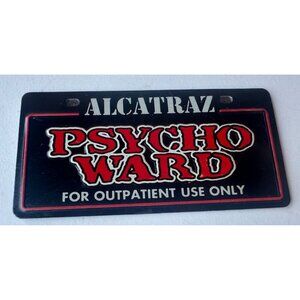 ALCATRAZ
PSYCHO
WARD
FOR OUTPATIENT USE ONLY